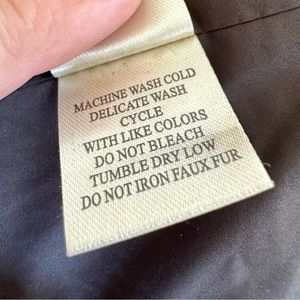 MACHINE WASH COLD
DELICATE WASH
CYCLE
WITH LIKE COLORS
DO NOT BLEACH
TUMBLE DRY LOW
DO NOT IRON FAUX FUR